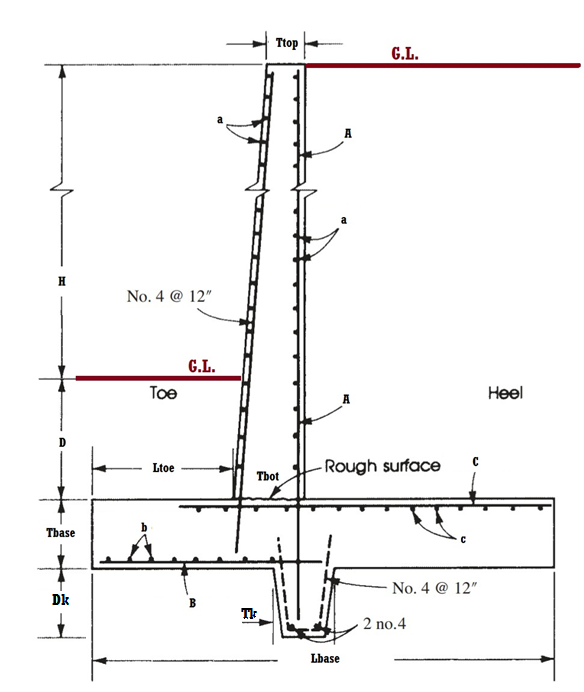 Ttop
G.L.
a
A
a
H
No. 4 @ 12"
G.L.
Toe
Heel
A
D
Ltoe
Tbot
Rough surface
C
Tbase
b
c
No. 4 @ 12"
Dk
B
Tk
2 no.4
Lbase